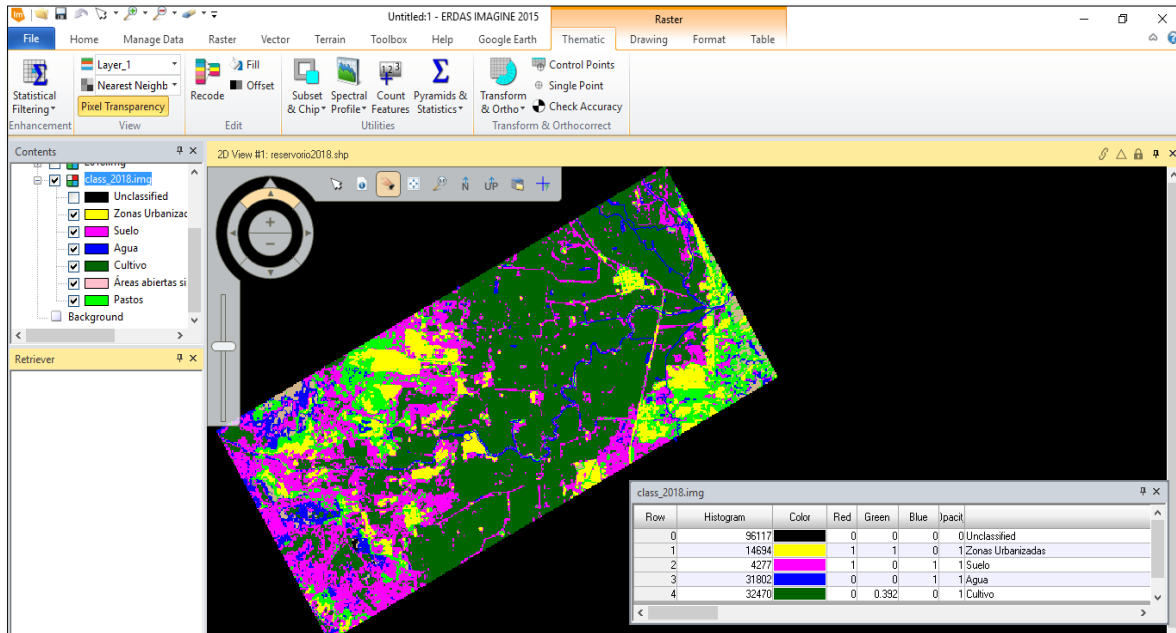 Untitled:1 - ERDAS IMAGINE 2015
Raster
File Home Manage Data Raster Vector Terrain Toolbox Help Google Earth Thematic Drawing Format Table
Statistical Filtering
Layer_1
Nearest Neighb
Pixel Transparency
Recode
Fill
Offset
Subset & Chip
Spectral Profile
Count Features
Pyramids & Statistics
Transform & Ortho
Control Points
Single Point
Check Accuracy
Enhancement View Edit Utilities Transform & Orthocorrect
Contents
2D View #1: reservorio2018.shp
class_2018.img
Unclassified
Zonas Urbanizac
Suelo
Agua
Cultivo
Áreas abiertas si
Pastos
Background
Retriever
N UP
class_2018.img
Row Histogram Color Red Green Blue
0 96117 0 0 0 0 Unclassified
1 14694 1 1 0 1 Zonas Urbanizadas
2 4277 1 0 1 1 Suelo
3 31802 0 0 1 1 Agua
4 32470 0 0.392 0 1 Cultivo